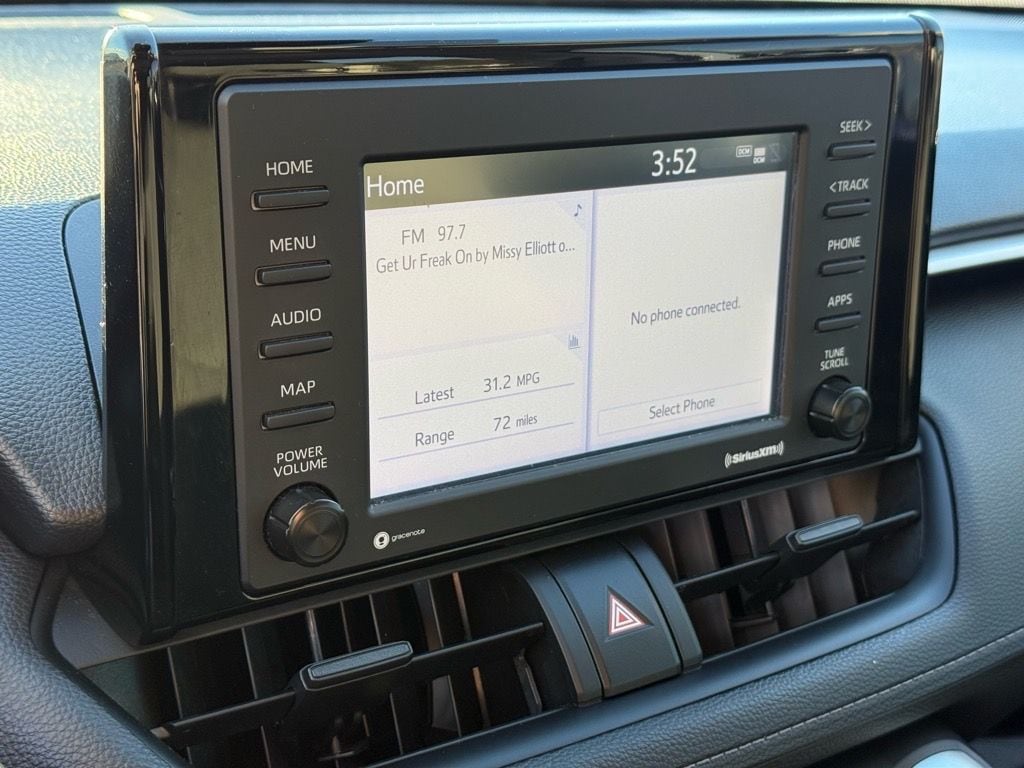 HOME
MENU
AUDIO
MAP
POWER
VOLUME
Home
3:52
DCM
DCM
FM 97.7
Get Ur Freak On by Missy Elliott o...
Latest 31.2 MPG
Range 72 miles
No phone connected.
Select Phone
SEEK >
< TRACK
PHONE
APPS
TUNE
SCROLL
((SiriusXM))
g gracenote